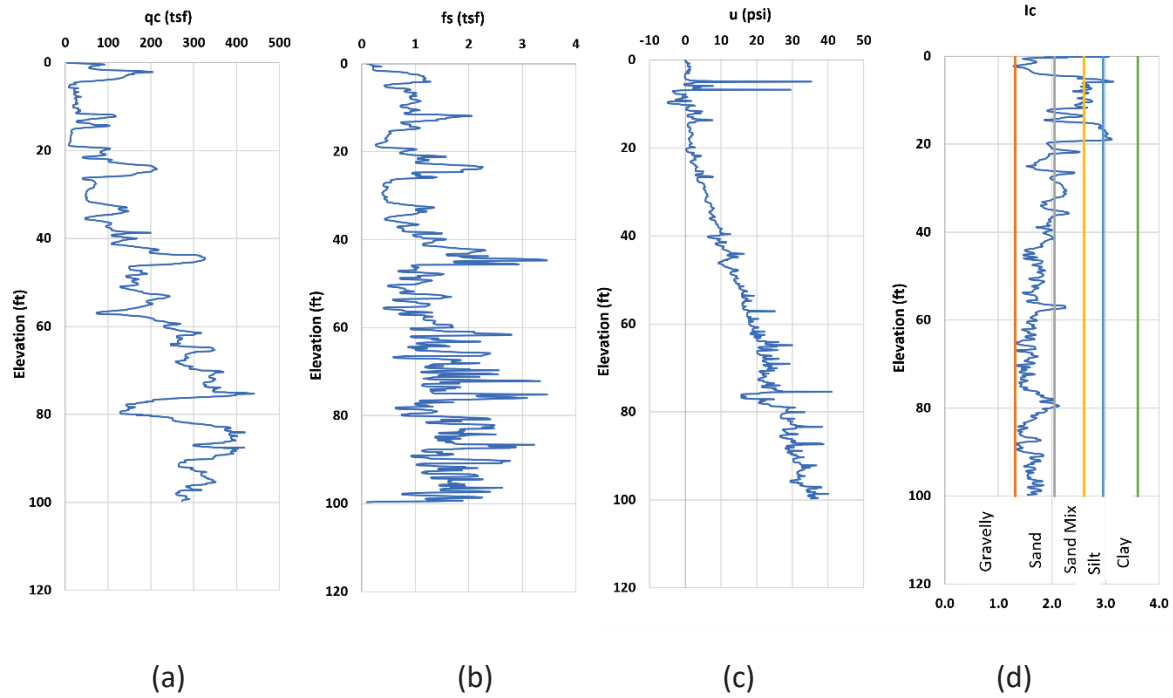 qc (tsf)
0 100 200 300 400 500
0
20
40
60
80
100
120
Elevation (ft)
(a)
fs (tsf)
0 1 2 3 4
0
20
40
60
80
100
120
Elevation (ft)
(b)
u (psi)
-10 0 10 20 30 40 50
0
20
40
60
80
100
120
Elevation (ft)
(c)
Ic
0
20
40
60
80
100
120
Elevation (ft)
Gravelly
Sand
Sand Mix
Silt
Clay
0.0 1.0 2.0 3.0 4.0
(d)